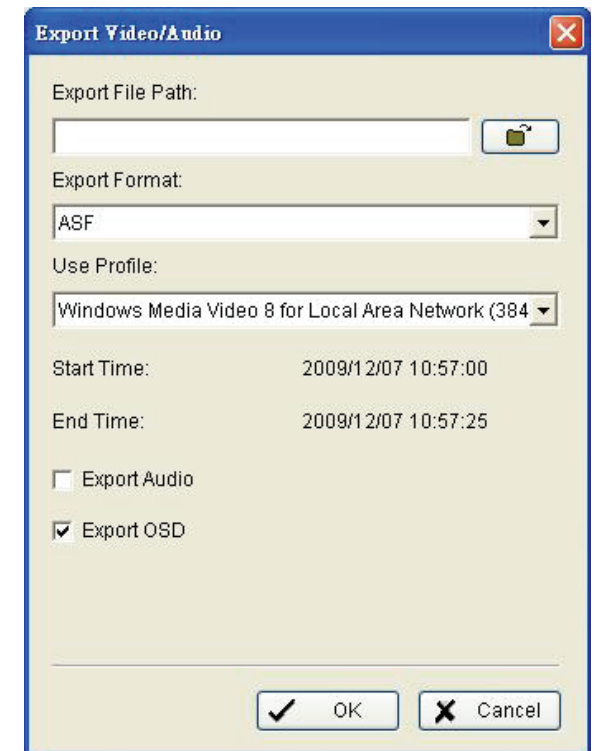 Export Video/Audio
Export File Path:
Export Format:
ASF
Use Profile:
Windows Media Video 8 for Local Area Network (384
Start Time: 2009/12/07 10:57:00
End Time: 2009/12/07 10:57:25
Export Audio
Export OSD
OK Cancel